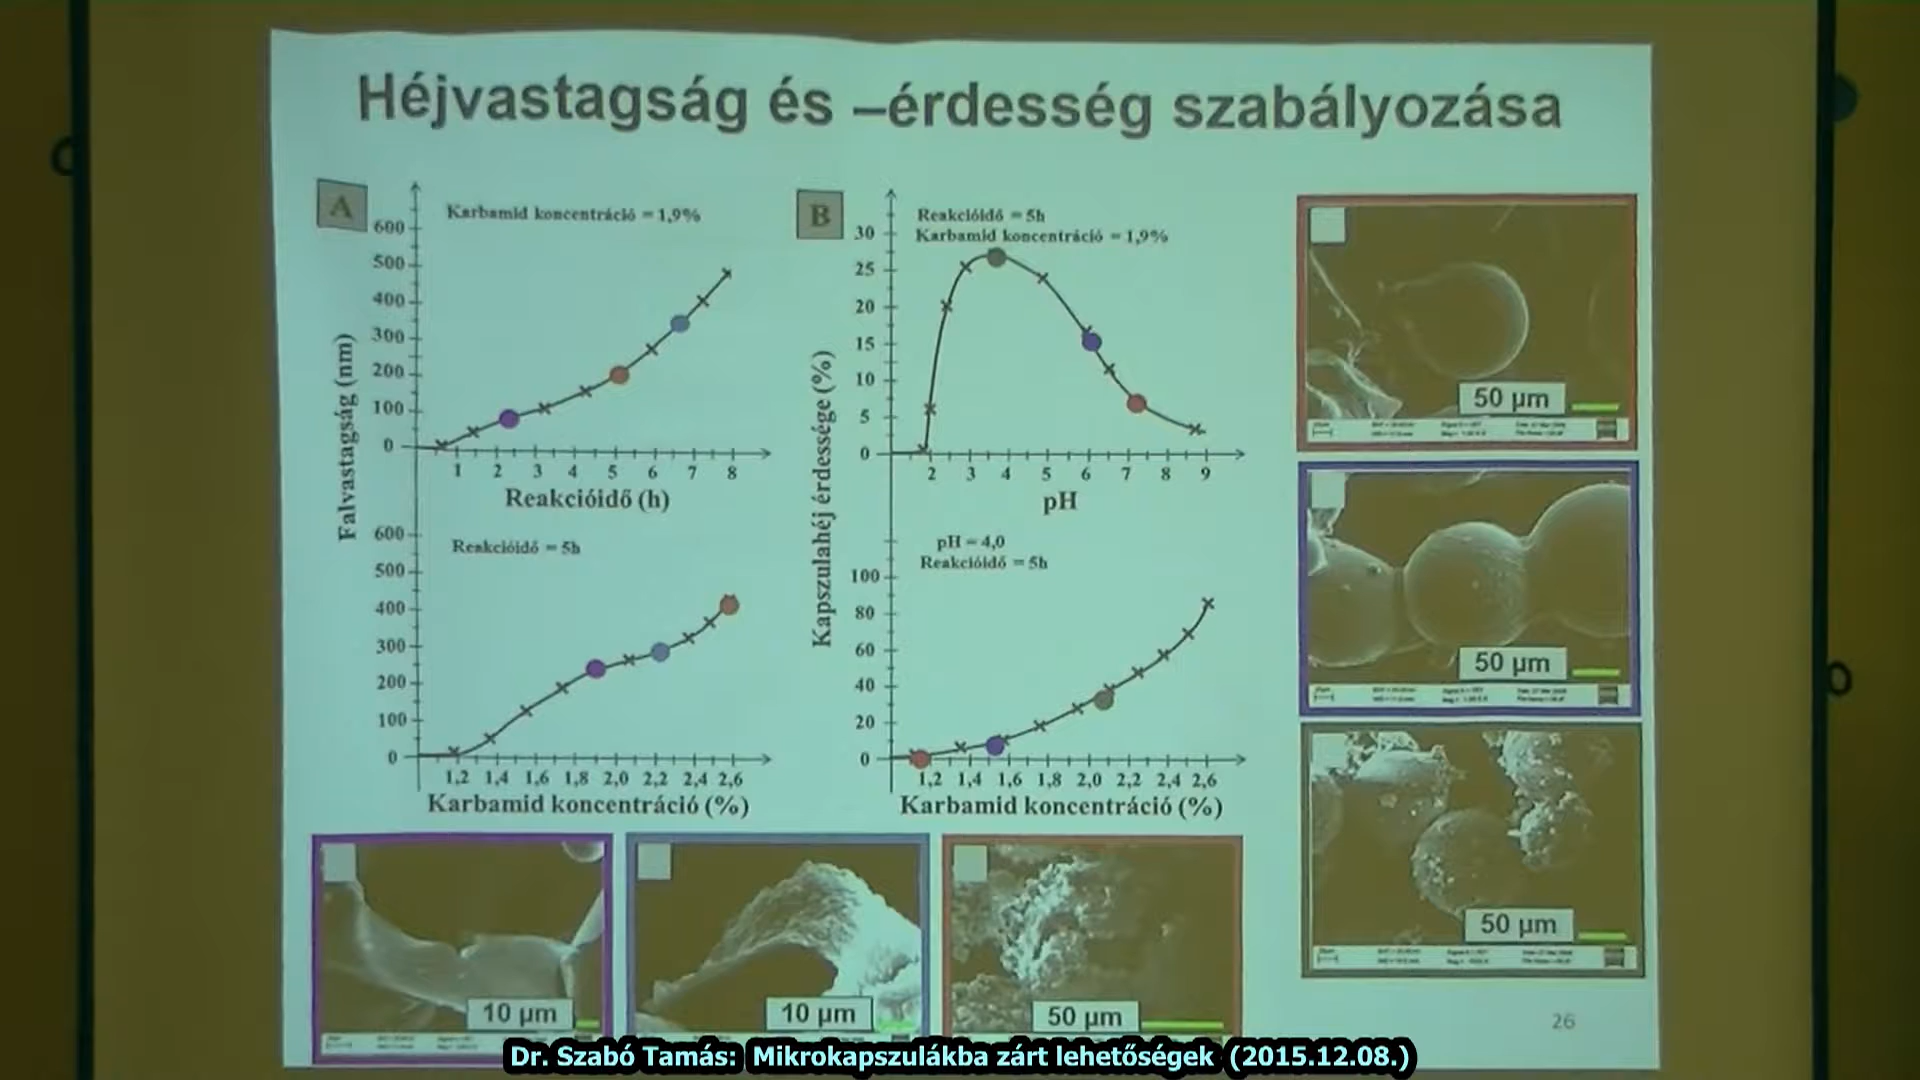 Héjvastagság és –érdesség szabályozása
A
Karbamid koncentráció = 1,9%
600
500
400
300
200
100
0
1 2 3 4 5 6 7 8
Reakcióidő (h)
Falvastagság (nm)
Reakcióidő = 5h
600
500
400
300
200
100
0
1,2 1,4 1,6 1,8 2,0 2,2 2,4 2,6
Karbamid koncentráció (%)
B
Reakcióidő = 5h
Karbamid koncentráció = 1,9%
30
25
20
15
10
5
0
2 3 4 5 6 7 8 9
pH
Kapszulahéj érdessége (%)
pH = 4,0
Reakcióidő = 5h
100
80
60
40
20
0
1,2 1,4 1,6 1,8 2,0 2,2 2,4 2,6
Karbamid koncentráció (%)
50 µm
50 µm
50 µm
10 µm
10 µm
50 µm
26
Dr. Szabó Tamás: Mikrokapszulákba zárt lehetőségek (2015.12.08.)